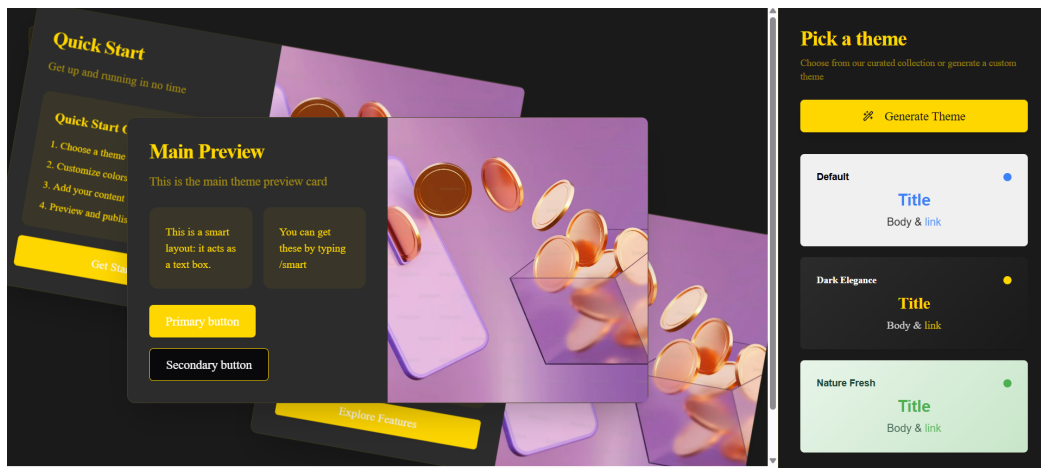 Quick Start
Get up and running in no time
Quick Start
1. Choose a theme
2. Customize colors
3. Add your content
4. Preview and publis
Get Sta
Main Preview
This is the main theme preview card
This is a smart
layout: it acts as
a text box.
You can get
these by typing
/smart
Primary button
Secondary button
Explore Features
Pick a theme
Choose from our curated collection or generate a custom
theme
Generate Theme
Default
Title
Body & link
Dark Elegance
Title
Body & link
Nature Fresh
Title
Body & link